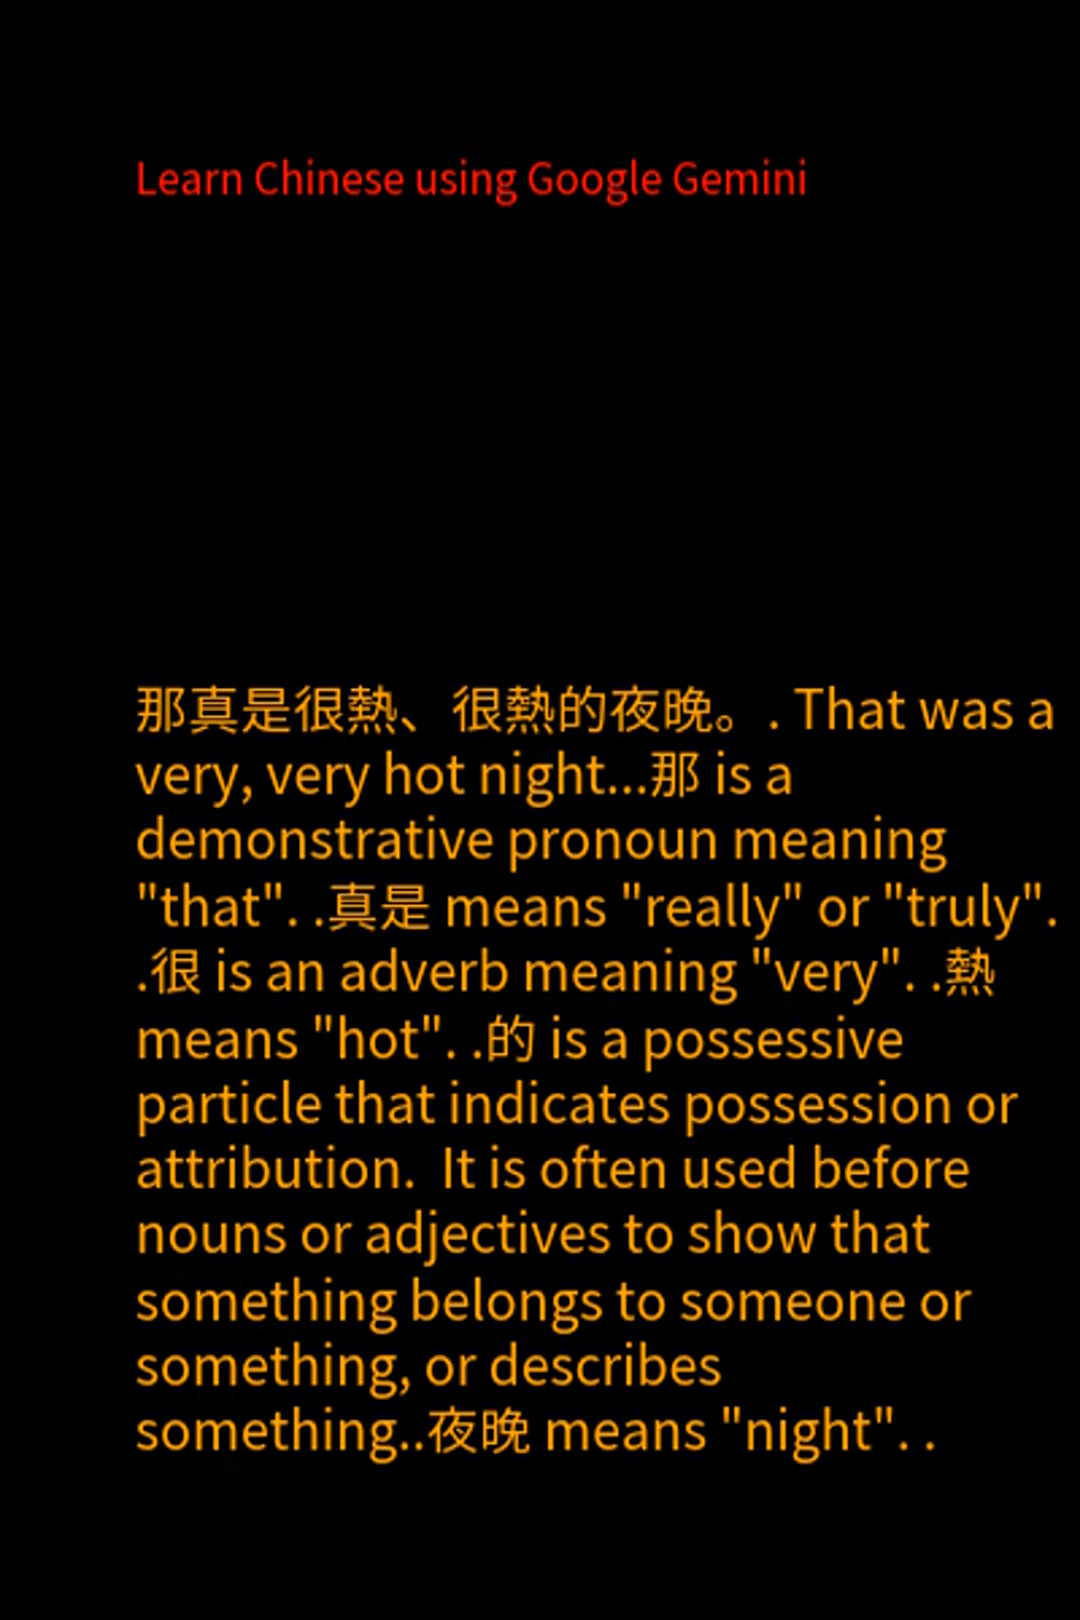 Learn Chinese using Google Gemini
那真是很熱、很熱的夜晚。. That was a
very, very hot night...那 is a
demonstrative pronoun meaning
"that". .真是 means "really" or "truly".
.很 is an adverb meaning "very". .熱
means "hot". .的 is a possessive
particle that indicates possession or
attribution.  It is often used before
nouns or adjectives to show that
something belongs to someone or
something, or describes
something..夜晚 means "night". .